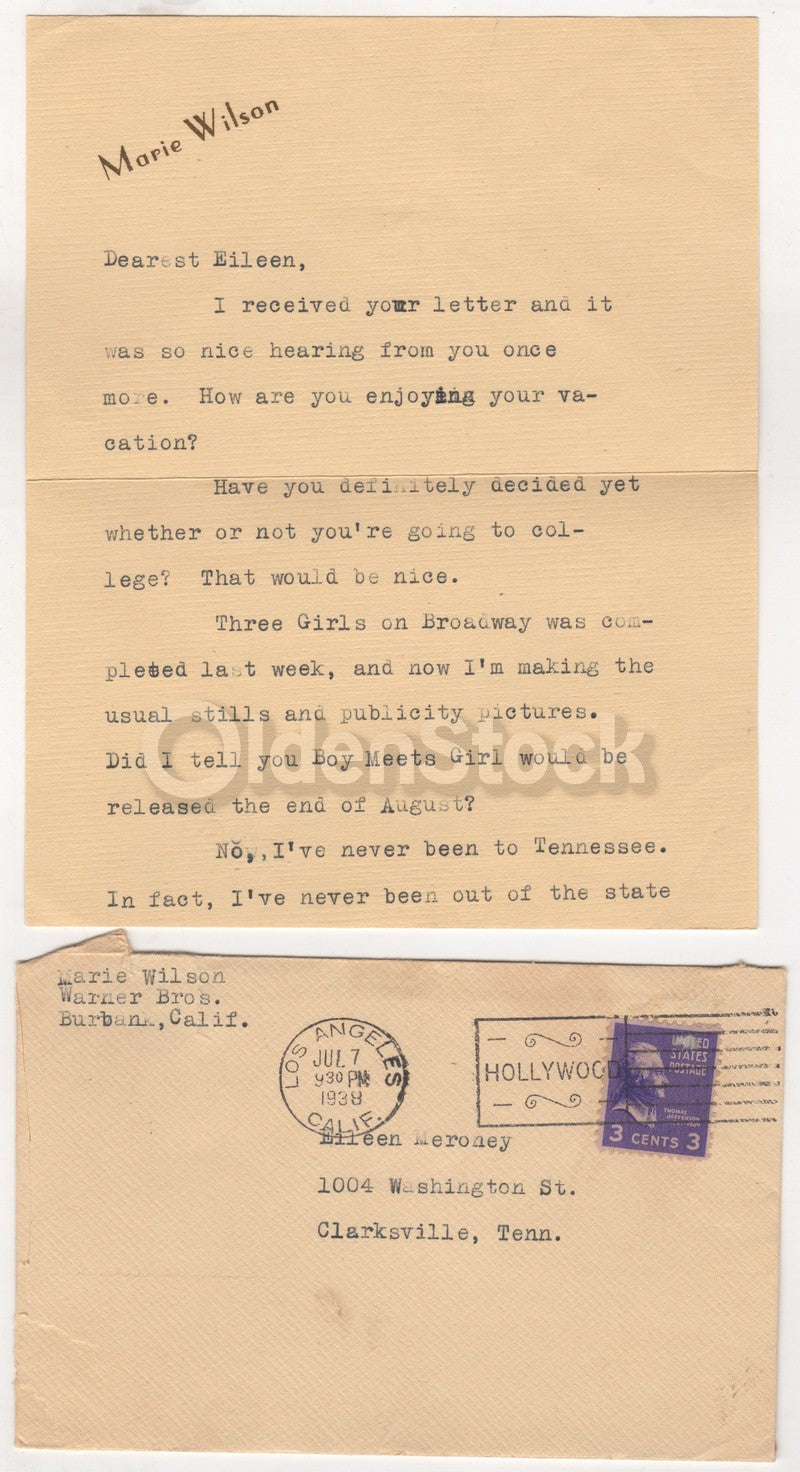 Marie Wilson
Dearest Eileen,
I received your letter and it
was so nice hearing from you once
more. How are you enjoying your va-
cation?
Have you definitely decided yet
whether or not you're going to col-
lege? That would be nice.
Three Girls on Broadway was com-
pleted last week, and now I'm making the
usual stills and publicity pictures.
Did I tell you Boy Meets Girl would be
released the end of August?
No, I've never been to Tennessee.
In fact, I've never been out of the state
OldenStock
Marie Wilson
Warner Bros.
Burbank, Calif.
LOS ANGELES
JUL 7
930 PM
1938
CALIF.
HOLLYWOOD
UNITED
STATES
POSTAGE
THOMAS
JEFFERSON
3 CENTS 3
Eileen Meroney
1004 Washington St.
Clarksville, Tenn.